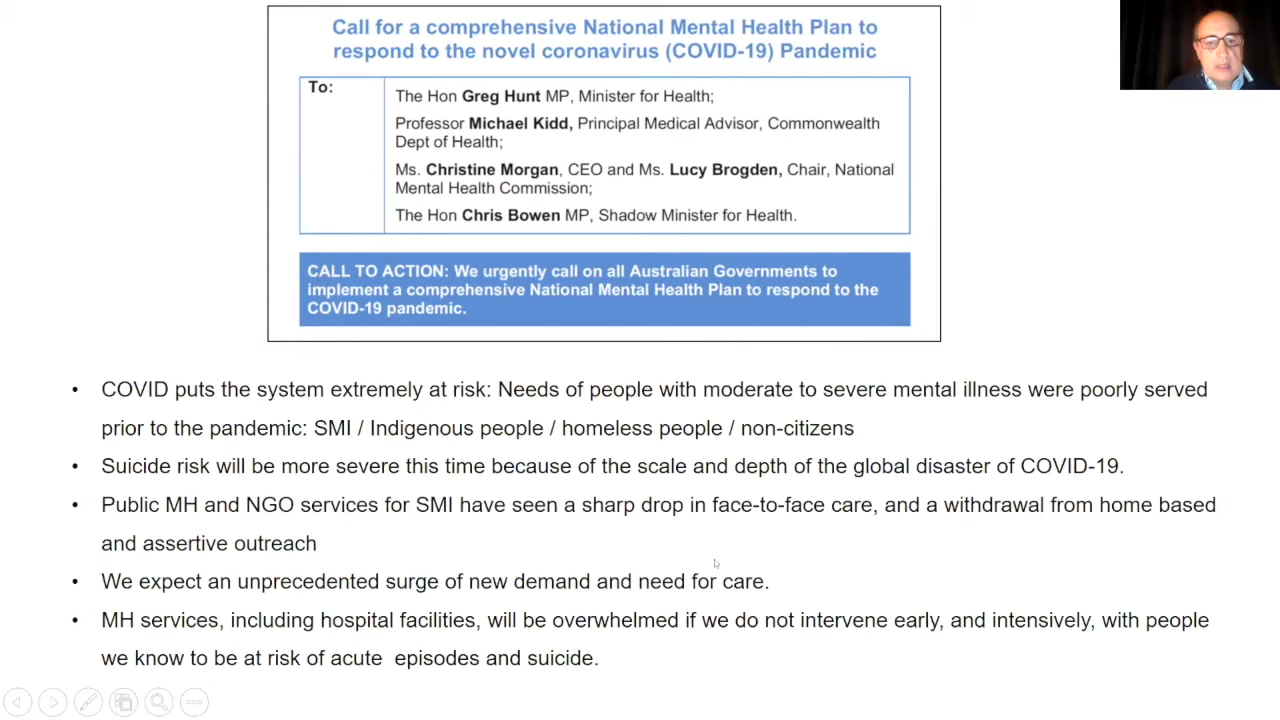 Call for a comprehensive National Mental Health Plan to
respond to the novel coronavirus (COVID-19) Pandemic
To:
The Hon Greg Hunt MP, Minister for Health;
Professor Michael Kidd, Principal Medical Advisor, Commonwealth
Dept of Health;
Ms. Christine Morgan, CEO and Ms. Lucy Brogden, Chair, National
Mental Health Commission;
The Hon Chris Bowen MP, Shadow Minister for Health.
CALL TO ACTION: We urgently call on all Australian Governments to
implement a comprehensive National Mental Health Plan to respond to the
COVID-19 pandemic.
• COVID puts the system extremely at risk: Needs of people with moderate to severe mental illness were poorly served
prior to the pandemic: SMI / Indigenous people / homeless people / non-citizens
• Suicide risk will be more severe this time because of the scale and depth of the global disaster of COVID-19.
• Public MH and NGO services for SMI have seen a sharp drop in face-to-face care, and a withdrawal from home based
and assertive outreach
• We expect an unprecedented surge of new demand and need for care.
• MH services, including hospital facilities, will be overwhelmed if we do not intervene early, and intensively, with people
we know to be at risk of acute  episodes and suicide.